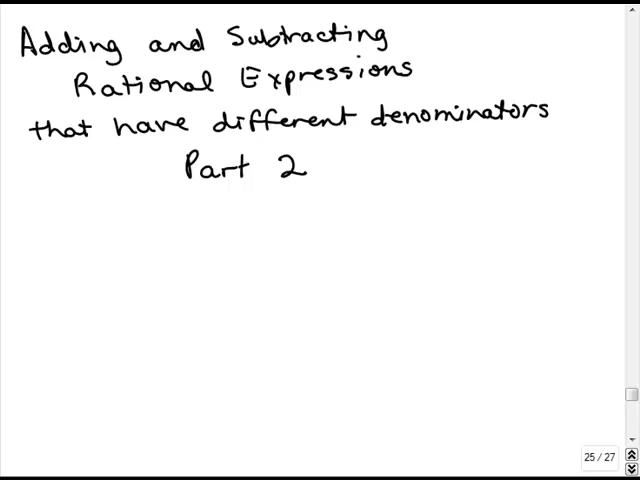 Adding and Subtracting
Rational Expressions
that have different denominators
Part 2
25 / 27